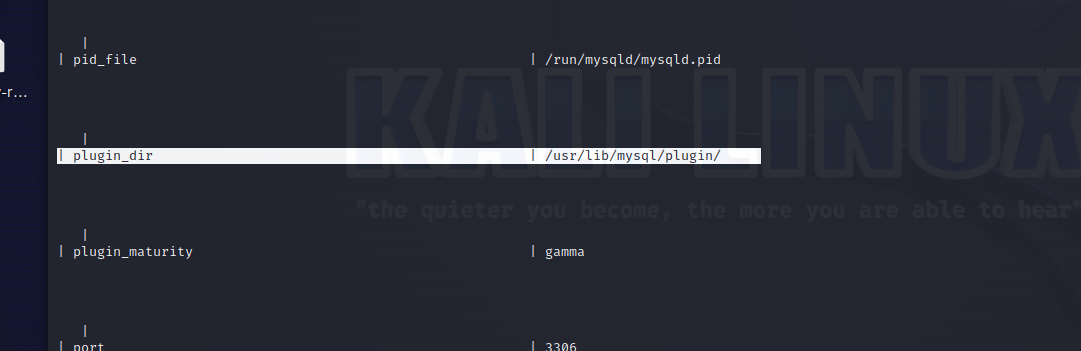 |
| pid_file | /run/mysqld/mysqld.pid
KALI LINUX
-r...
|
| plugin_dir | /usr/lib/mysql/plugin/
"the quieter you become, the more you are able to hear"
|
| plugin_maturity | gamma
|
| port | 3306